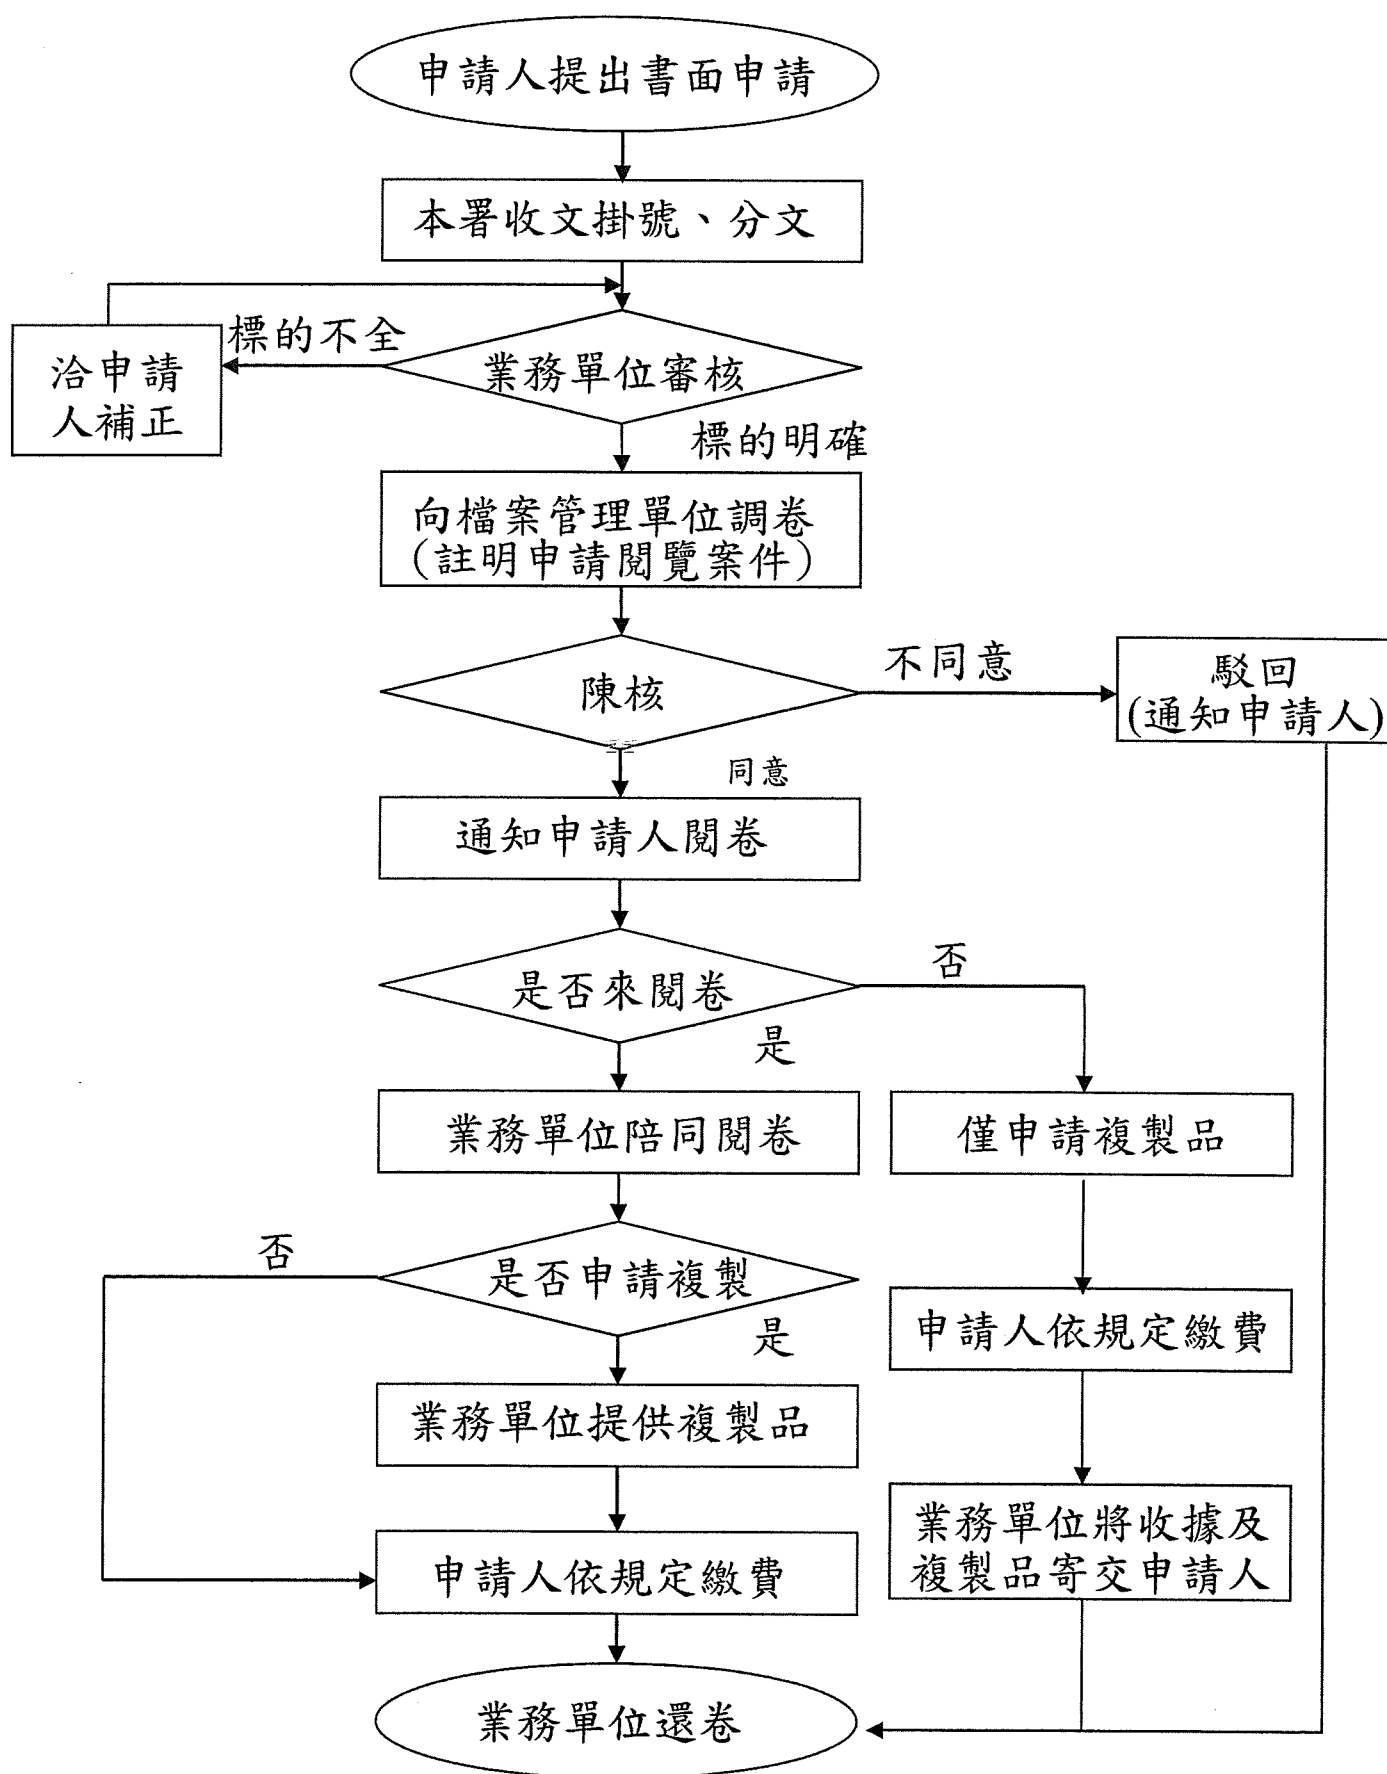 申請人提出書面申請
本署收文掛號、分文
標的不全
洽申請
人補正
業務單位審核
標的明確
向檔案管理單位調卷
(註明申請閱覽案件)
不同意
陳核
駁回
(通知申請人)
同意
通知申請人閱卷
否
是否來閱卷
是
業務單位陪同閱卷
僅申請複製品
否
是否申請複製
是
申請人依規定繳費
業務單位提供複製品
業務單位將收據及
複製品寄交申請人
申請人依規定繳費
業務單位還卷